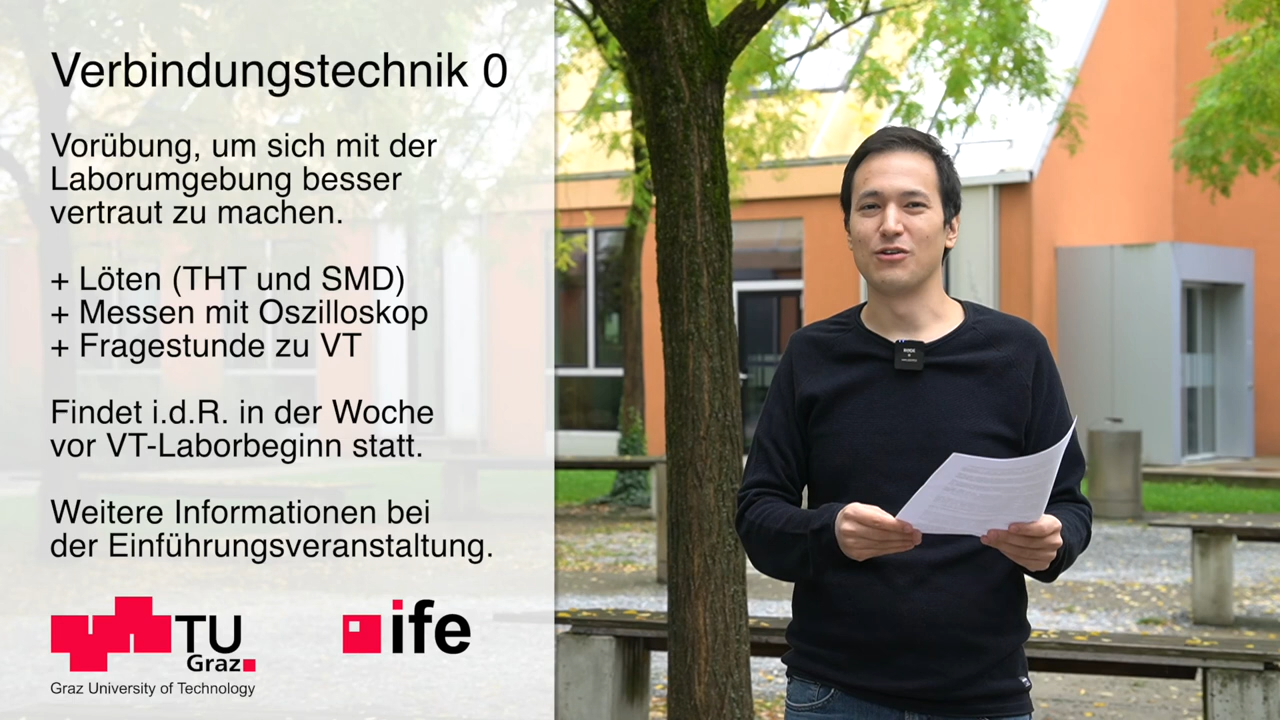 Verbindungstechnik 0
Vorübung, um sich mit der
Laborumgebung besser
vertraut zu machen.
+ Löten (THT und SMD)
+ Messen mit Oszilloskop
+ Fragestunde zu VT
Findet i.d.R. in der Woche
vor VT-Laborbeginn statt.
Weitere Informationen bei
der Einführungsveranstaltung.
TU
Graz
Graz University of Technology
ife